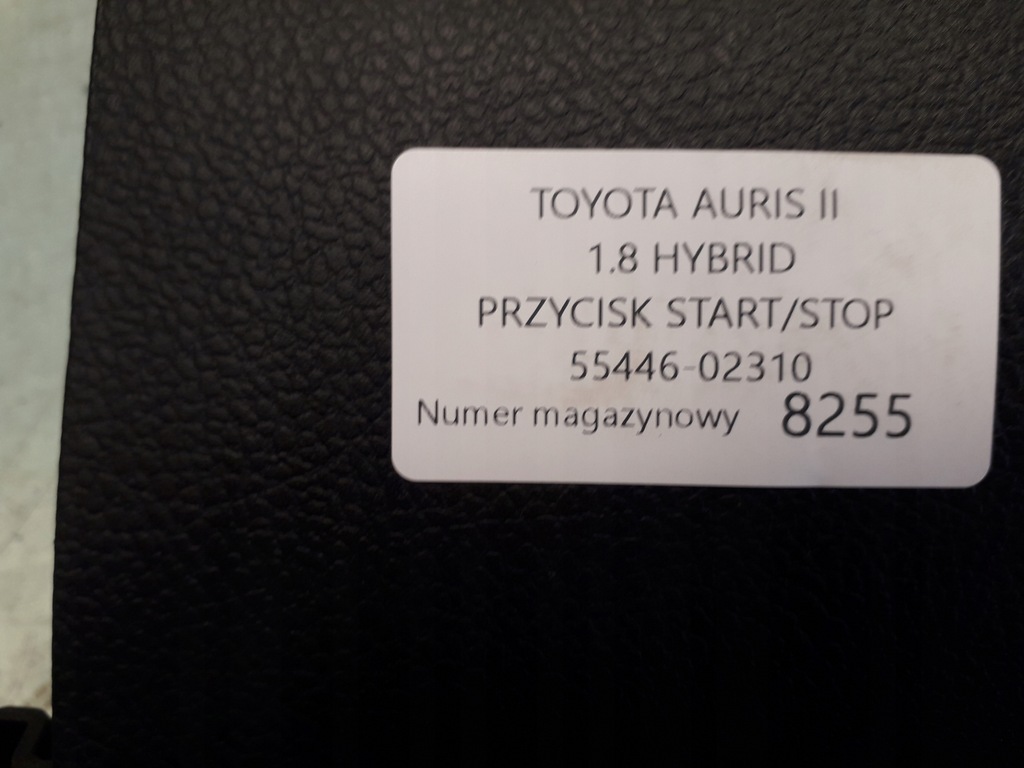 TOYOTA AURIS II
1.8 HYBRID
PRZYCISK START/STOP
55446-02310
Numer magazynowy 8255